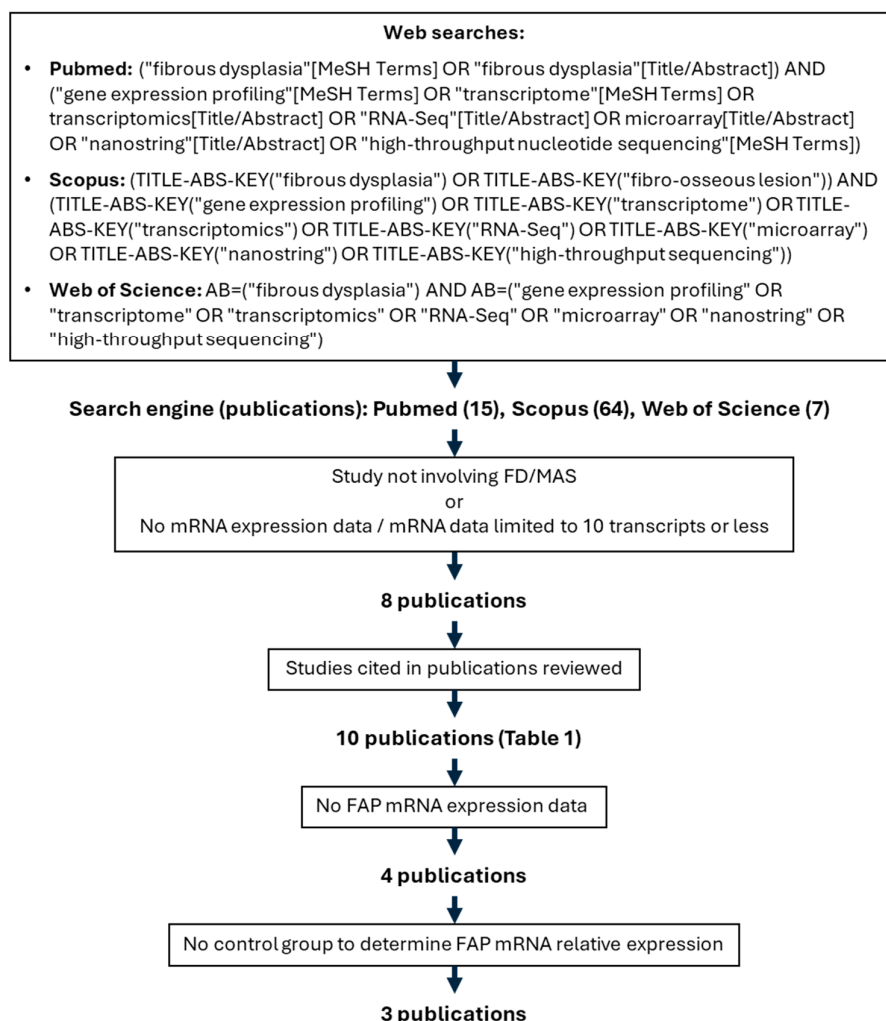 Web searches:
• Pubmed: ("fibrous dysplasia"[MeSH Terms] OR "fibrous dysplasia"[Title/Abstract]) AND
("gene expression profiling"[MeSH Terms] OR "transcriptome"[MeSH Terms] OR
transcriptomics[Title/Abstract] OR "RNA-Seq"[Title/Abstract] OR microarray[Title/Abstract]
OR "nanostring"[Title/Abstract] OR "high-throughput nucleotide sequencing"[MeSH Terms])
• Scopus: (TITLE-ABS-KEY("fibrous dysplasia") OR TITLE-ABS-KEY("fibro-osseous lesion")) AND
(TITLE-ABS-KEY("gene expression profiling") OR TITLE-ABS-KEY("transcriptome") OR TITLE-
ABS-KEY("transcriptomics") OR TITLE-ABS-KEY("RNA-Seq") OR TITLE-ABS-KEY("microarray")
OR TITLE-ABS-KEY("nanostring") OR TITLE-ABS-KEY("high-throughput sequencing"))
• Web of Science: AB=("fibrous dysplasia") AND AB=("gene expression profiling" OR
"transcriptome" OR "transcriptomics" OR "RNA-Seq" OR "microarray" OR "nanostring" OR
"high-throughput sequencing")
Search engine (publications): Pubmed (15), Scopus (64), Web of Science (7)
Study not involving FD/MAS
or
No mRNA expression data / mRNA data limited to 10 transcripts or less
8 publications
Studies cited in publications reviewed
10 publications (Table 1)
No FAP mRNA expression data
4 publications
No control group to determine FAP mRNA relative expression
3 publications